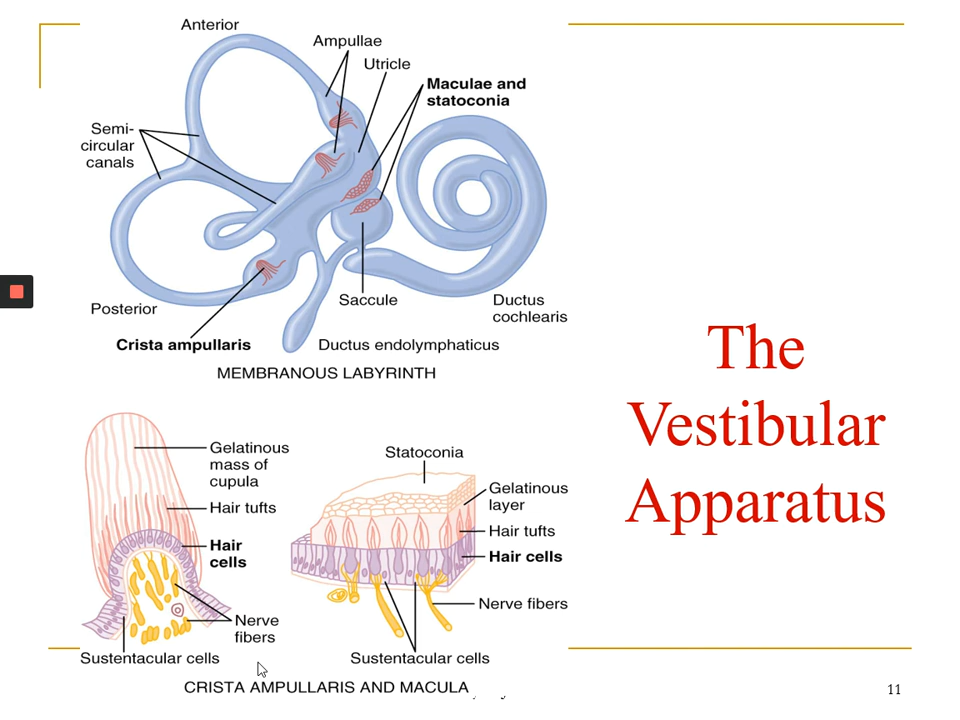 Anterior
Ampullae
Utricle
Maculae and
statoconia
Semi-
circular
canals
Saccule
Ductus
cochlearis
Posterior
Crista ampullaris
Ductus endolymphaticus
MEMBRANOUS LABYRINTH
The
Vestibular
Apparatus
Gelatinous
mass of
cupula
Hair tufts
Hair
cells
Nerve
fibers
Sustentacular cells
Statoconia
Gelatinous
layer
Hair tufts
Hair cells
Nerve fibers
Sustentacular cells
CRISTA AMPULLARIS AND MACULA
11